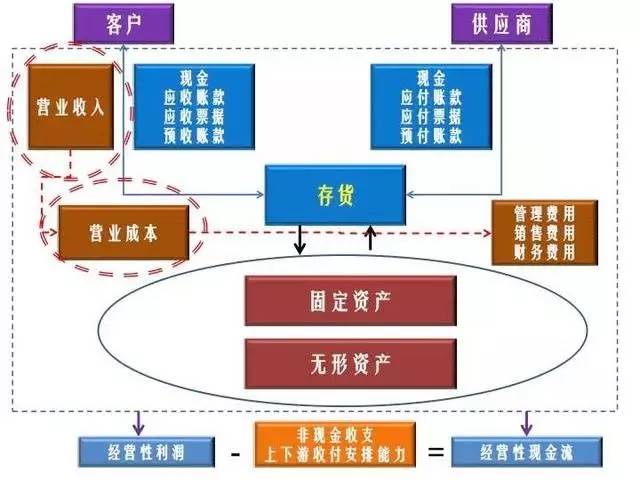 客户
供应商
营业收入
现金
应收账款
应收票据
预收账款
现金
应付账款
应付票据
预付账款
存货
营业成本
管理费用
销售费用
财务费用
固定资产
无形资产
经营性利润
-
非现金收支
上下游收付安排能力
=
经营性现金流